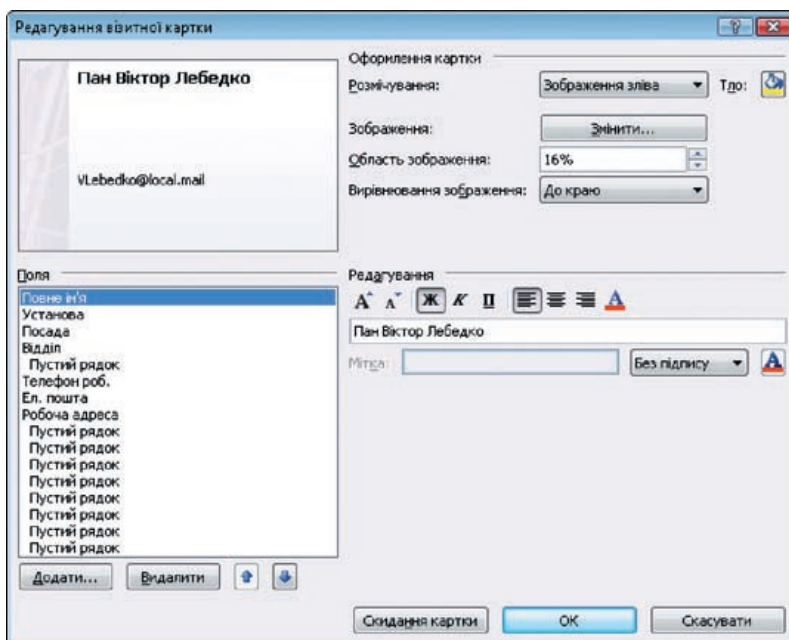 Редагування візитної картки
Пан Віктор Лебедко
VLebedko@local.mail
Оформлення картки
Розмічування: Зображення зліва Тло:
Зображення: Змінити...
Область зображення: 16%
Вирівнювання зображення: До краю
Поля
Повне ім'я
Установа
Посада
Відділ
Пустий рядок
Телефон роб.
Ел. пошта
Робоча адреса
Пустий рядок
Пустий рядок
Пустий рядок
Пустий рядок
Пустий рядок
Пустий рядок
Пустий рядок
Пустий рядок
Додати... Видалити
Редагування
А А Ж К П А
Пан Віктор Лебедко
Мітка: Без підпису А
Скидання картки ОК Скасувати